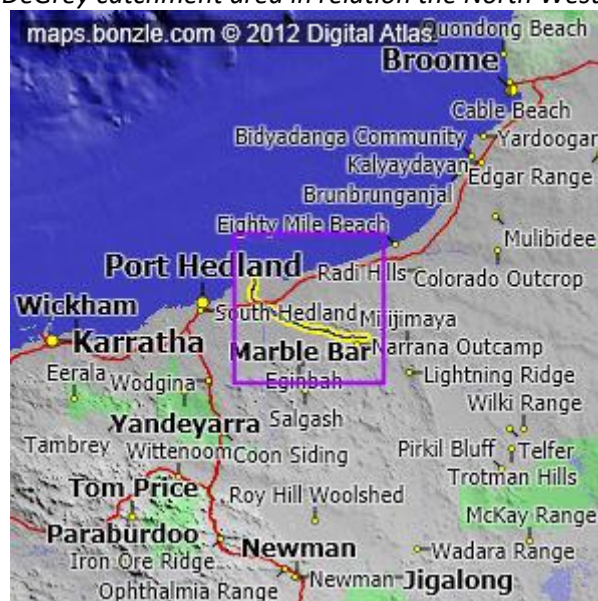 DeGrey catchment area in relation the North West
maps.bonzle.com © 2012 Digital Atlas.
Quondong Beach
Broome
Cable Beach
Bidyadanga Community
Yardoogar
Kalyaydayan
Edgar Range
Brunbrunganjal
Eighty Mile Beach
Mulibidee
Port Hedland
Radi Hills
Colorado Outcrop
Wickham
South Hedland
Mijijimaya
Karratha
Marble Bar
Narrana Outcamp
Eerala
Wodgina
Eginbah
Lightning Ridge
Yandeyarra
Salgash
Wilki Range
Tambrey
Wittenoom
Coon Siding
Pirkil Bluff
Telfer
Tom Price
Roy Hill Woolshed
Trotman Hills
McKay Range
Paraburdoo
Newman
Wadara Range
Iron Ore Ridge
Ophthalmia Range
Newman
Jigalong